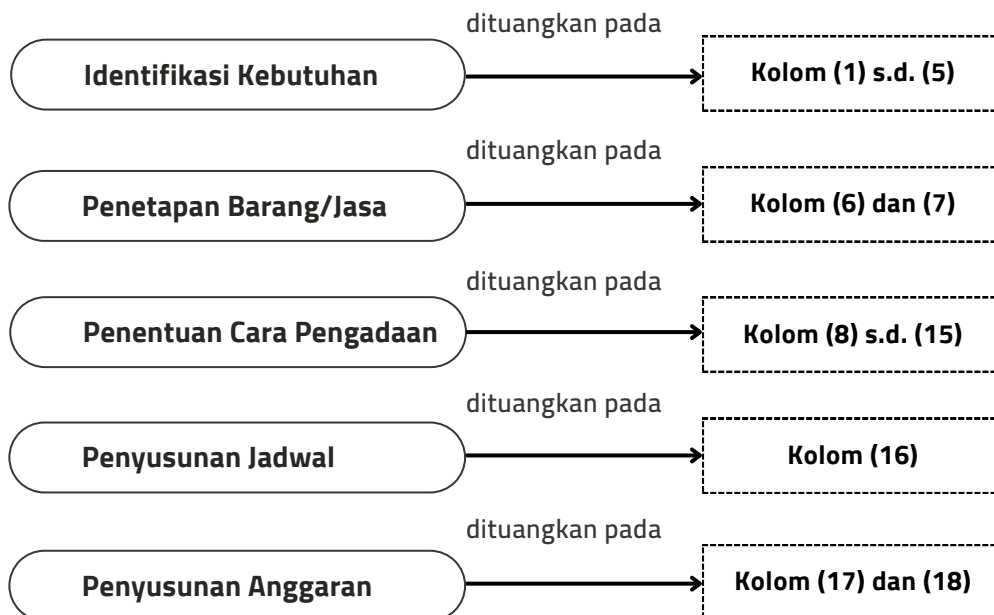 dituangkan pada
Identifikasi Kebutuhan
Kolom (1) s.d. (5)
dituangkan pada
Penetapan Barang/Jasa
Kolom (6) dan (7)
dituangkan pada
Penentuan Cara Pengadaan
Kolom (8) s.d. (15)
dituangkan pada
Penyusunan Jadwal
Kolom (16)
dituangkan pada
Penyusunan Anggaran
Kolom (17) dan (18)